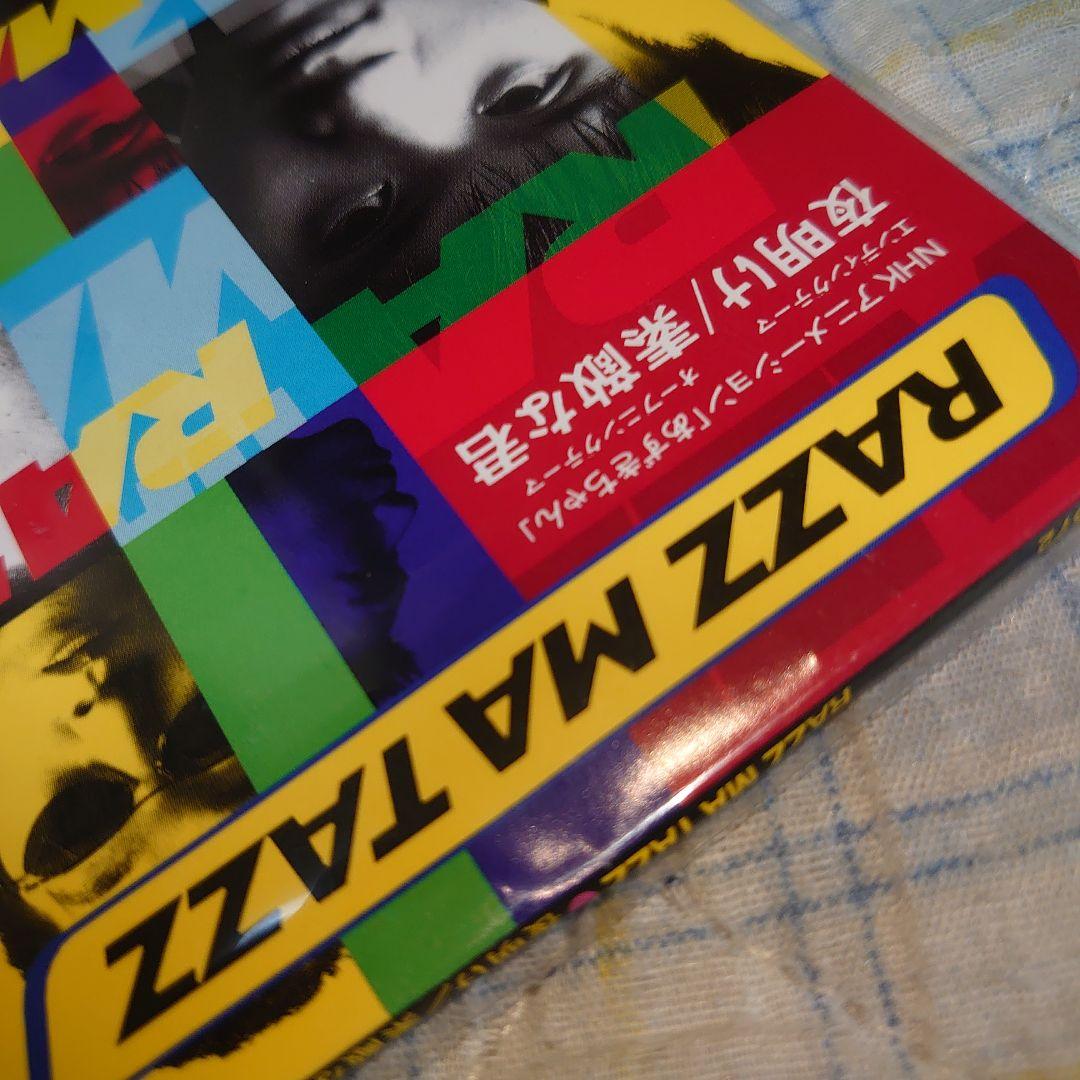 RAZZ MA TAZZ
NHKアニメーション「あずきちゃん」
エンディングテーマ
オープニングテーマ
夜明け/素敵な君
RAZZ MA TAZZ